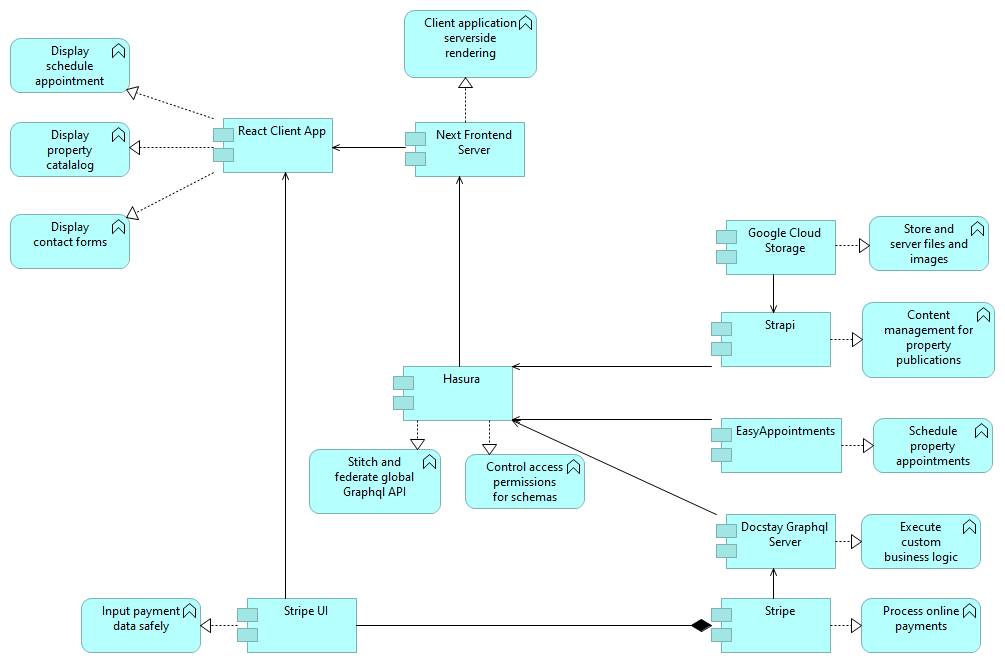 Client application
serverside
rendering
Display
schedule
appointment
React Client App
Next Frontend
Server
Display
property
catalalog
Display
contact forms
Google Cloud
Storage
Store and
server files and
images
Strapi
Content
management for
property
publications
Hasura
EasyAppointments
Schedule
property
appointments
Stitch and
federate global
Graphql API
Control access
permissions
for schemas
Docstay Graphql
Server
Execute
custom
business logic
Input payment
data safely
Stripe UI
Stripe
Process online
payments